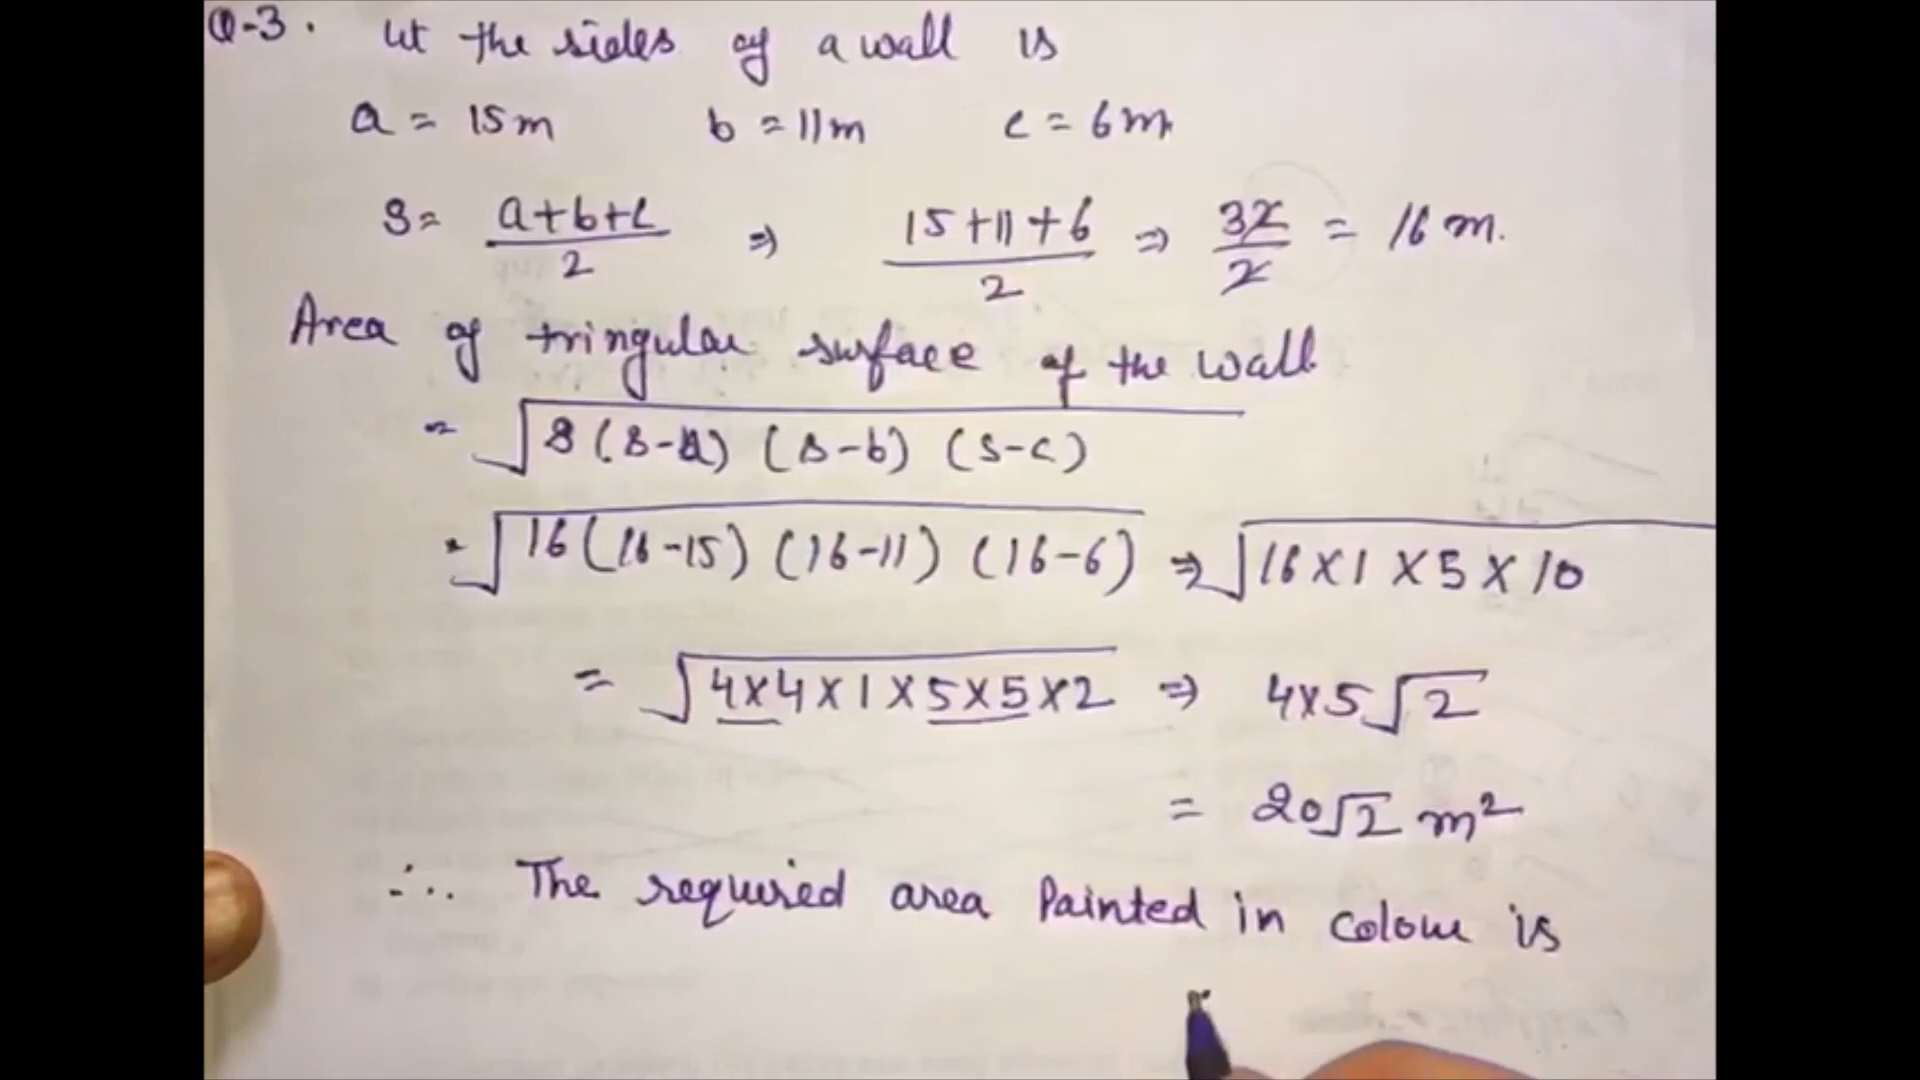 Q-3. let the sides of a wall is
a = 15m b = 11m c = 6m
S = a+b+c/2 ⇒ 15+11+6/2 ⇒ 32/2 = 16 m.
Area of tringular surface of the wall
= √s(s-a) (s-b) (s-c)
= √16(16-15) (16-11) (16-6) ⇒ √16×1×5×10
= √4×4×1×5×5×2 ⇒ 4×5√2
= 20√2 m²
∴ The required area Painted in colour is